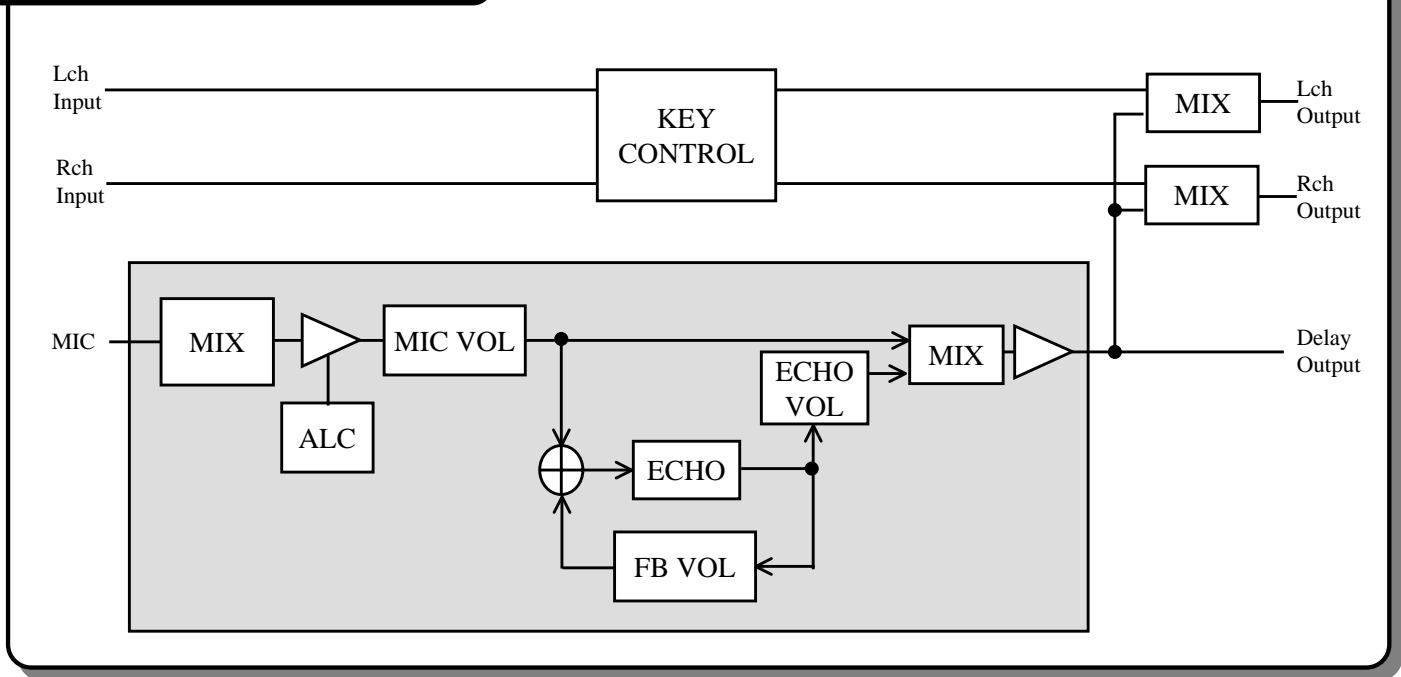 Lch
Input
KEY
CONTROL
MIX
Lch
Output
Rch
Input
MIX
Rch
Output
MIC
MIX
MIC VOL
ALC
ECHO
VOL
MIX
Delay
Output
ECHO
FB VOL